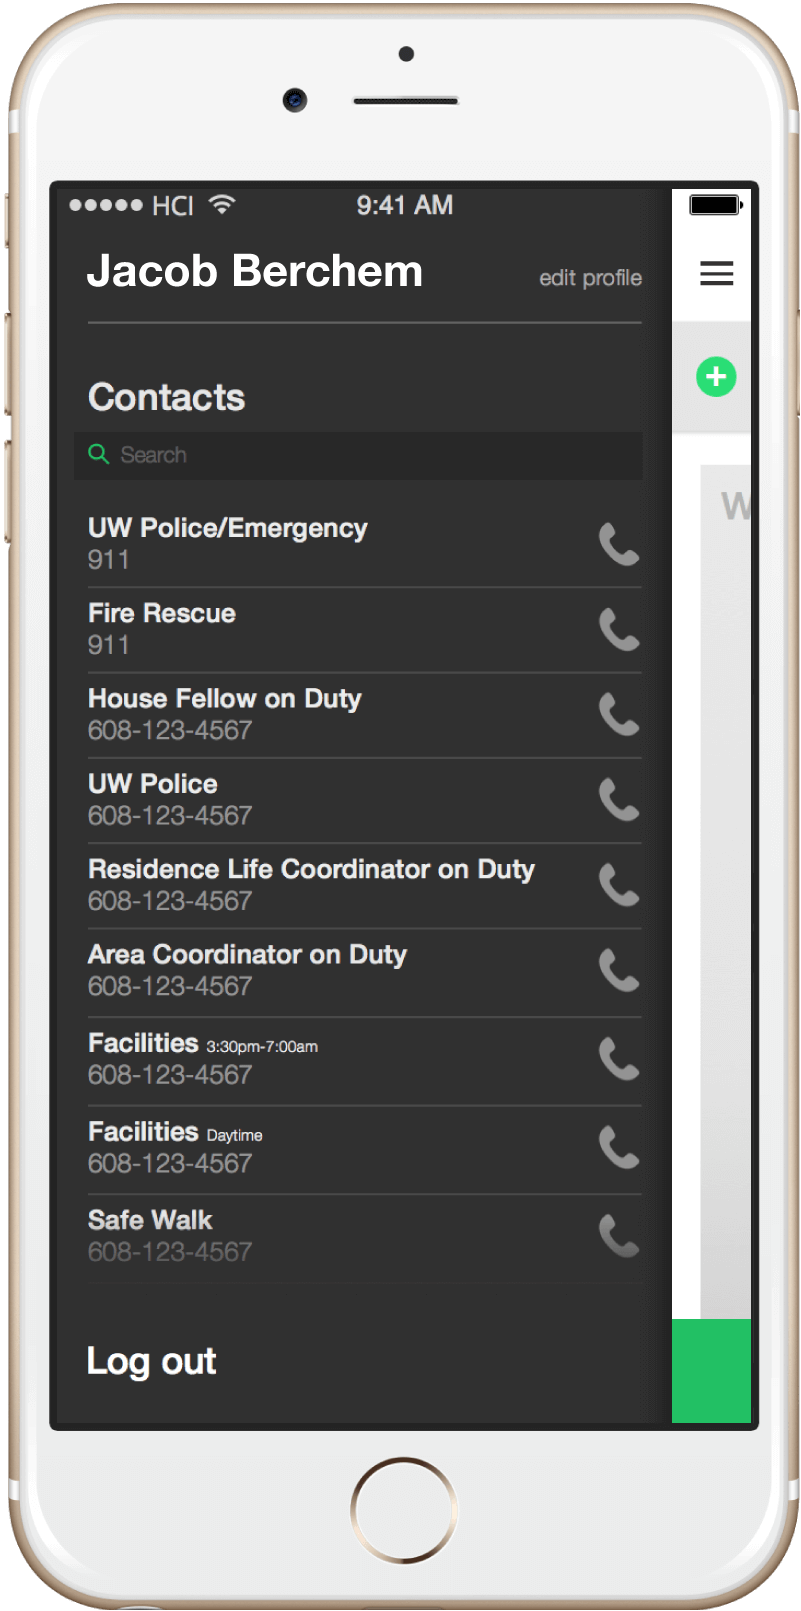 HCI 9:41 AM
Jacob Berchem
edit profile
Contacts
Search
UW Police/Emergency
911
Fire Rescue
911
House Fellow on Duty
608-123-4567
UW Police
608-123-4567
Residence Life Coordinator on Duty
608-123-4567
Area Coordinator on Duty
608-123-4567
Facilities 3:30pm-7:00am
608-123-4567
Facilities Daytime
608-123-4567
Safe Walk
608-123-4567
Log out